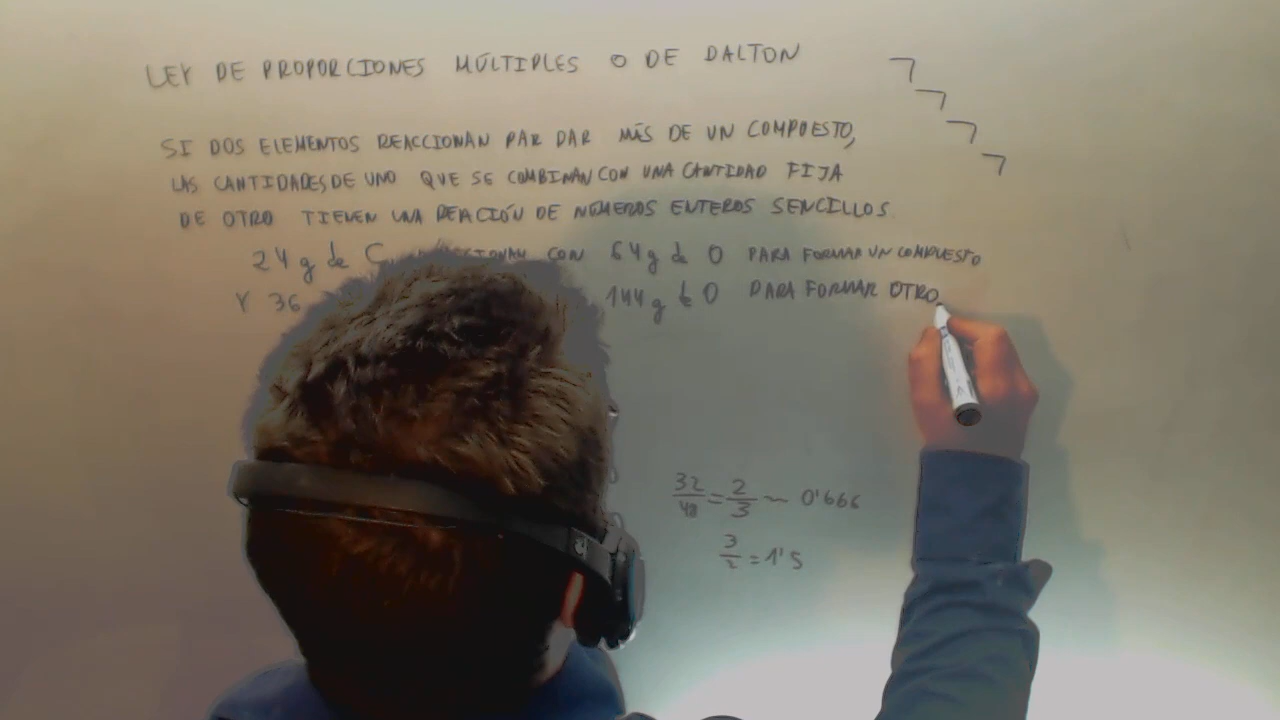 LEY DE PROPORCIONES MÚLTIPLES O DE DALTON
SI DOS ELEMENTOS REACCIONAN PAR DAR MÁS DE UN COMPUESTO,
LAS CANTIDADES DE UNO QUE SE COMBINAN CON UNA CANTIDAD FIJA
DE OTRO TIENEN UNA REACIÓN DE NÚMEROS ENTEROS SENCILLOS.
24 g de C CON 64 g de O PARA FORMAR UN COMPUESTO
Y 36 144 g de O PARA FORMAR OTRO
32/48 = 2/3 ~ 0'666
3/2 = 1'5